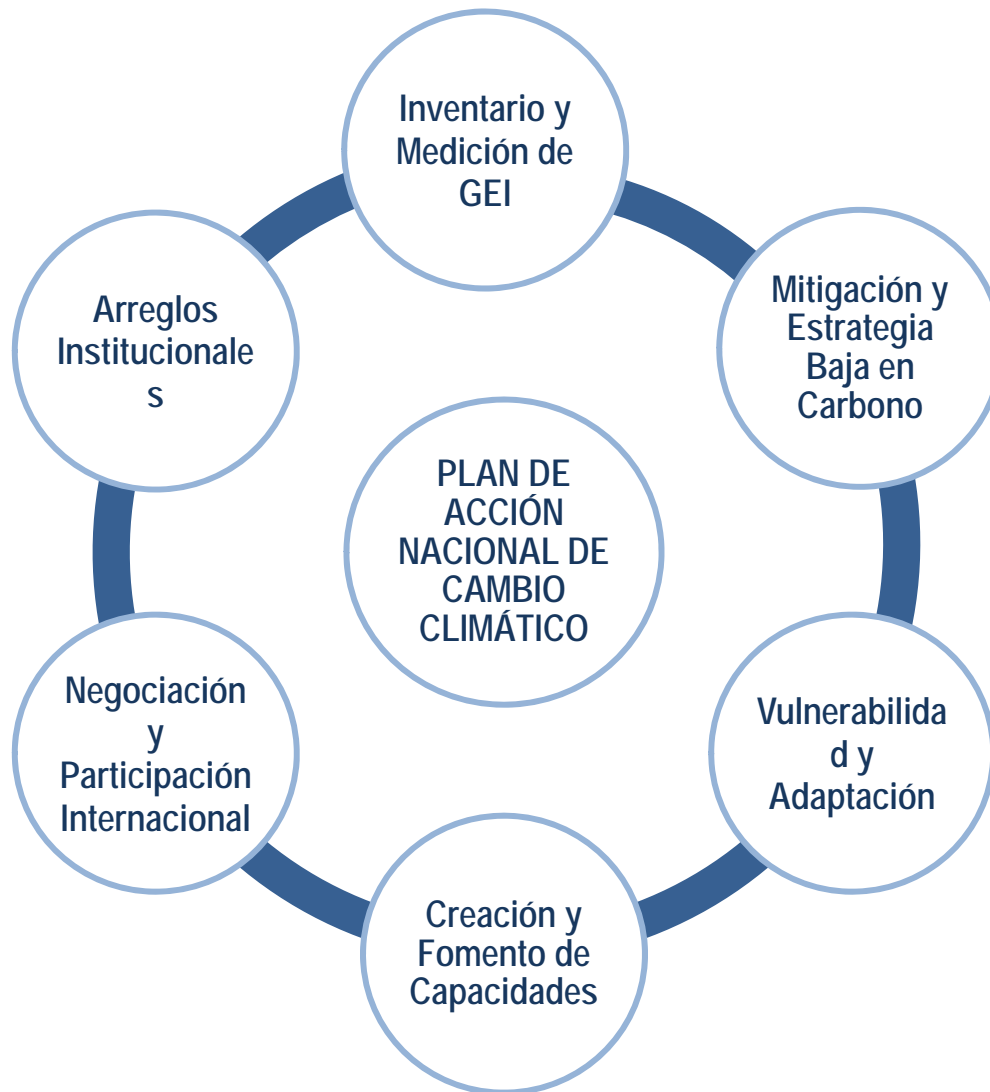 Inventario y
Medición de
GEI
Mitigación y
Estrategia
Baja en
Carbono
Vulnerabilida
d y
Adaptación
Creación y
Fomento de
Capacidades
Negociación
y
Participación
Internacional
Arreglos
Institucionale
s
PLAN DE
ACCIÓN
NACIONAL DE
CAMBIO
CLIMÁTICO